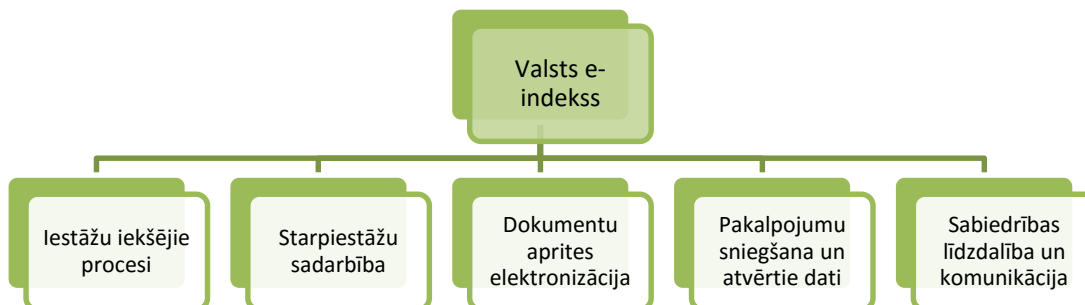 Valsts e-
indekss
Iestāžu iekšējie
procesi
Starpiestāžu
sadarbība
Dokumentu
aprites
elektronizācija
Pakalpojumu
sniegšana un
atvērtie dati
Sabiedrības
līdzdalība un
komunikācija